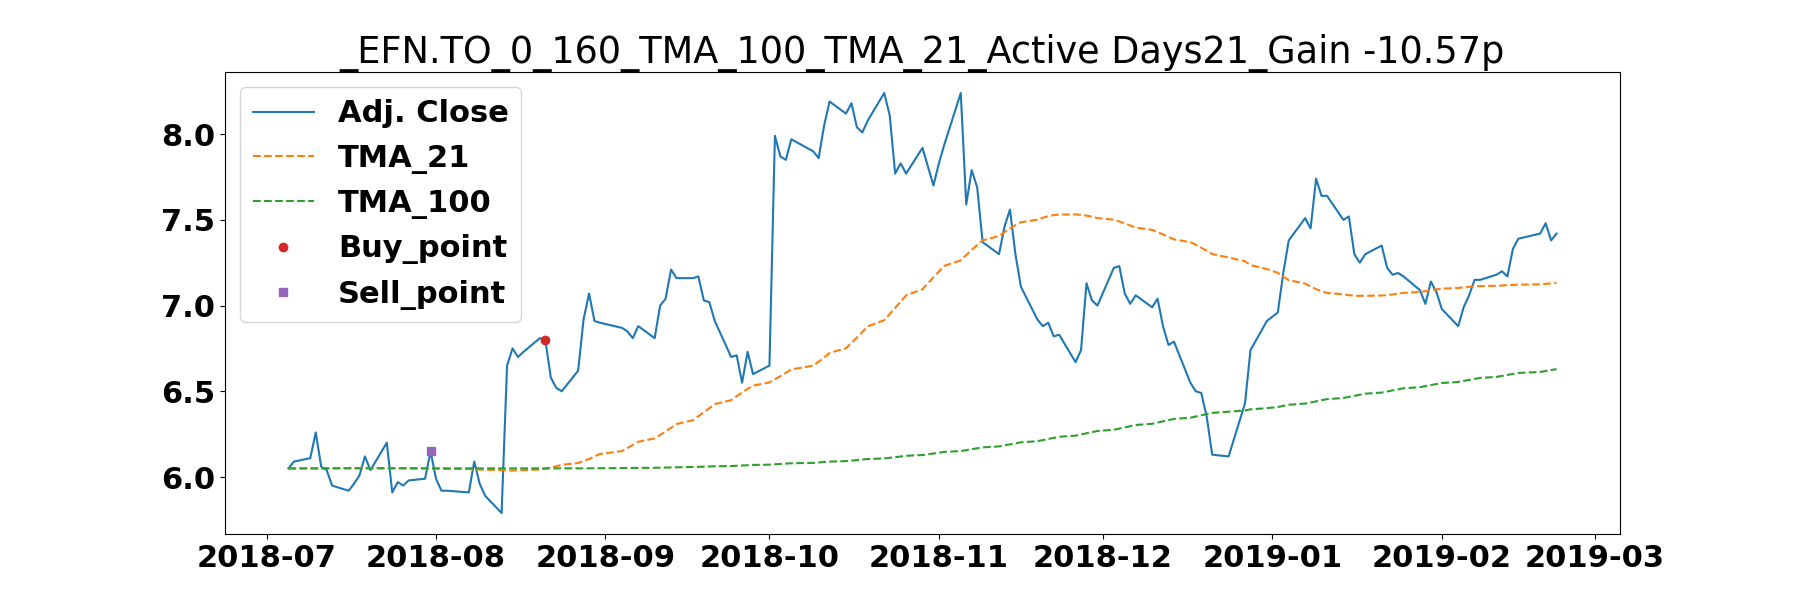 _EFN.TO_0_160_TMA_100_TMA_21_Active Days21_Gain -10.57p
Adj. Close
TMA_21
TMA_100
Buy_point
Sell_point
8.0
7.5
7.0
6.5
6.0
2018-07 2018-08 2018-09 2018-10 2018-11 2018-12 2019-01 2019-02 2019-03